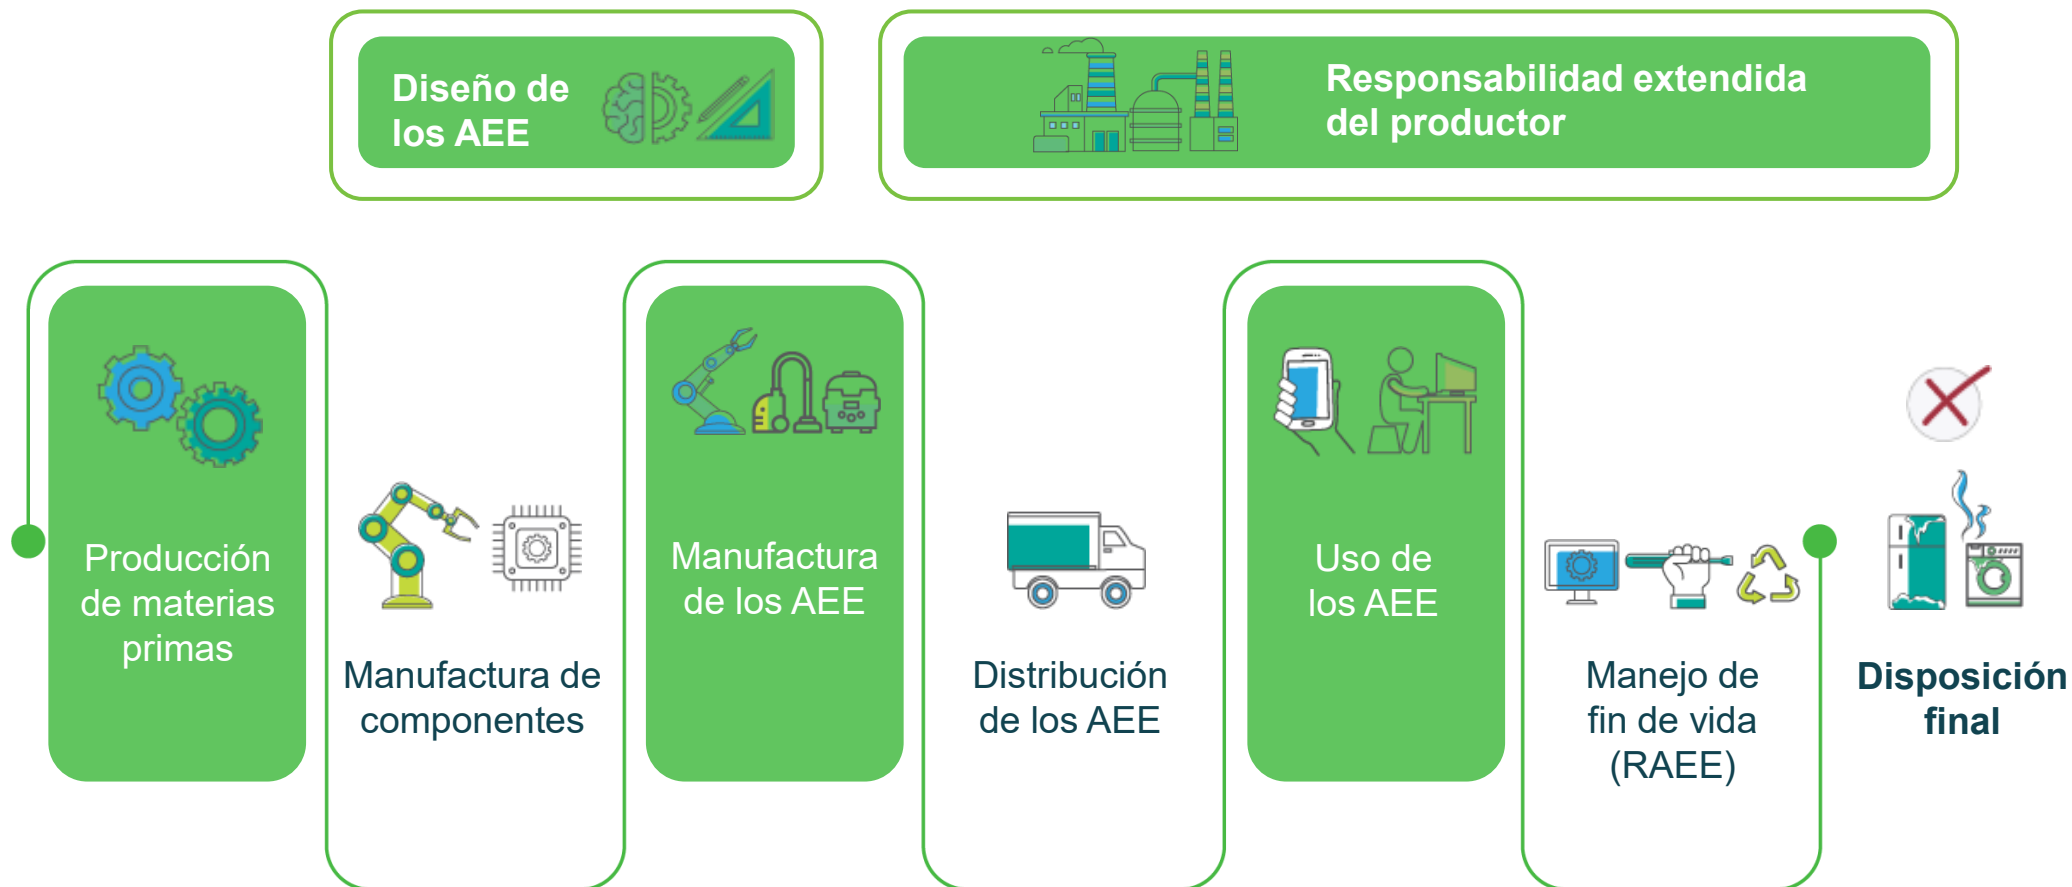 Diseño de
los AEE
Responsabilidad extendida
del productor
Producción
de materias
primas
Manufactura de
componentes
Manufactura
de los AEE
Distribución
de los AEE
Uso de
los AEE
Manejo de
fin de vida
(RAEE)
Disposición
final